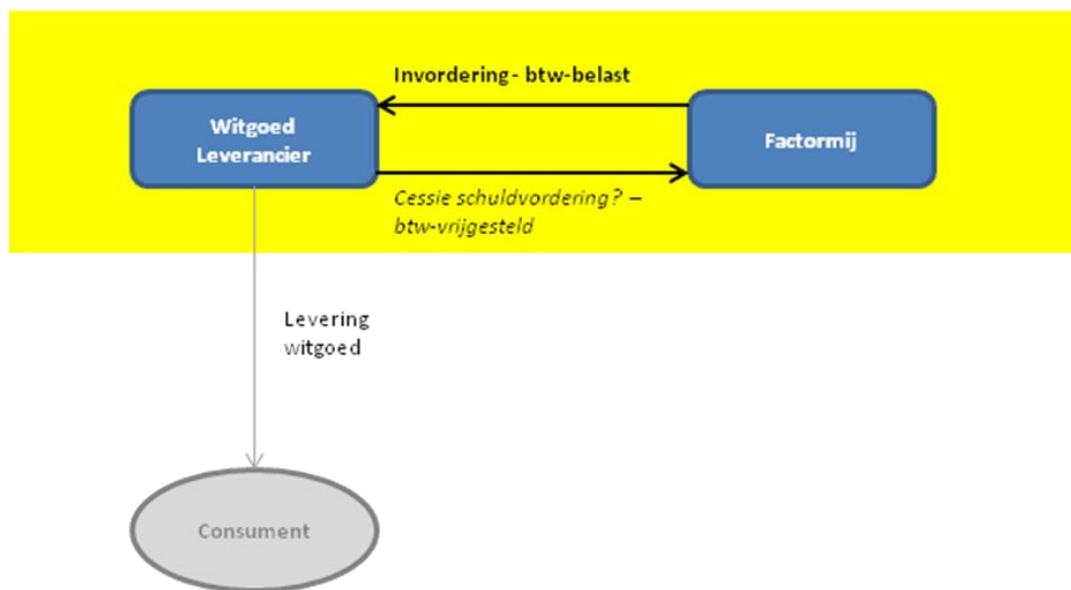 Invordering - btw-belast
Witgoed
Leverancier
Factormij
Cessie schuldvordering? –
btw-vrijgesteld
Levering
witgoed
Consument